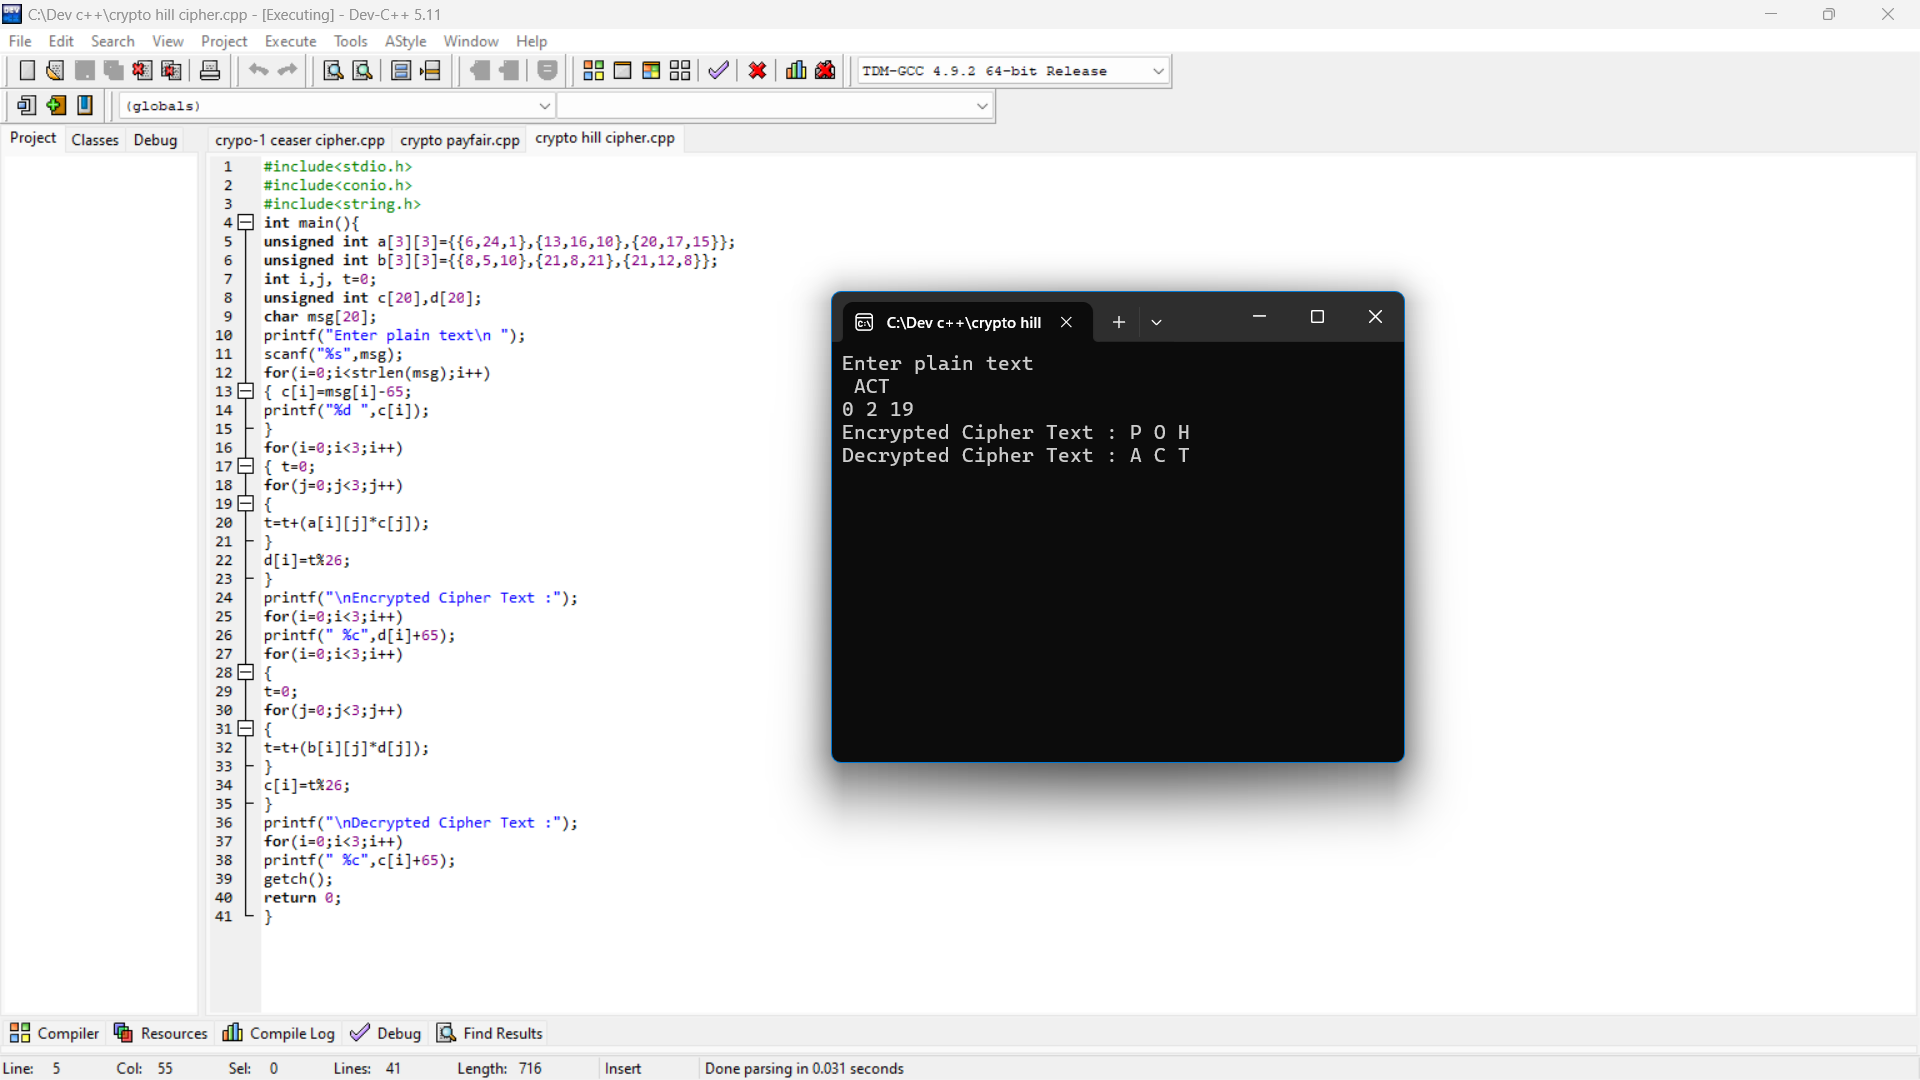 C:\Dev c++\crypto hill cipher.cpp - [Executing] - Dev-C++ 5.11
File Edit Search View Project Execute Tools AStyle Window Help
TDM-GCC 4.9.2 64-bit Release
(globals)
Project Classes Debug
crypo-1 ceaser cipher.cpp crypto payfair.cpp crypto hill cipher.cpp
1 #include<stdio.h>
2 #include<conio.h>
3 #include<string.h>
4 int main(){
5 unsigned int a[3][3]={{6,24,1},{13,16,10},{20,17,15}};
6 unsigned int b[3][3]={{8,5,10},{21,8,21},{21,12,8}};
7 int i,j, t=0;
8 unsigned int c[20],d[20];
9 char msg[20];
10 printf("Enter plain text\n ");
11 scanf("%s",msg);
12 for(i=0;i<strlen(msg);i++)
13 { c[i]=msg[i]-65;
14 printf("%d ",c[i]);
15 }
16 for(i=0;i<3;i++)
17 { t=0;
18 for(j=0;j<3;j++)
19 {
20 t=t+(a[i][j]*c[j]);
21 }
22 d[i]=t%26;
23 }
24 printf("\nEncrypted Cipher Text :");
25 for(i=0;i<3;i++)
26 printf(" %c",d[i]+65);
27 for(i=0;i<3;i++)
28 {
29 t=0;
30 for(j=0;j<3;j++)
31 {
32 t=t+(b[i][j]*d[j]);
33 }
34 c[i]=t%26;
35 }
36 printf("\nDecrypted Cipher Text :");
37 for(i=0;i<3;i++)
38 printf(" %c",c[i]+65);
39 getch();
40 return 0;
41 }
C:\Dev c++\crypto hill
Enter plain text
ACT
0 2 19
Encrypted Cipher Text : P O H
Decrypted Cipher Text : A C T
Compiler Resources Compile Log Debug Find Results
Line: 5 Col: 55 Sel: 0 Lines: 41 Length: 716 Insert Done parsing in 0.031 seconds